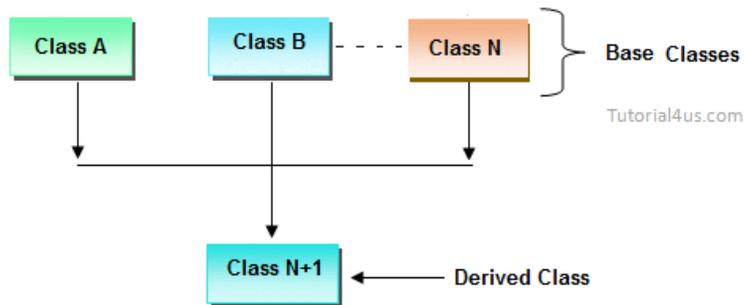 Class A
Class B
Class N
Base Classes
Tutorial4us.com
Class N+1
Derived Class